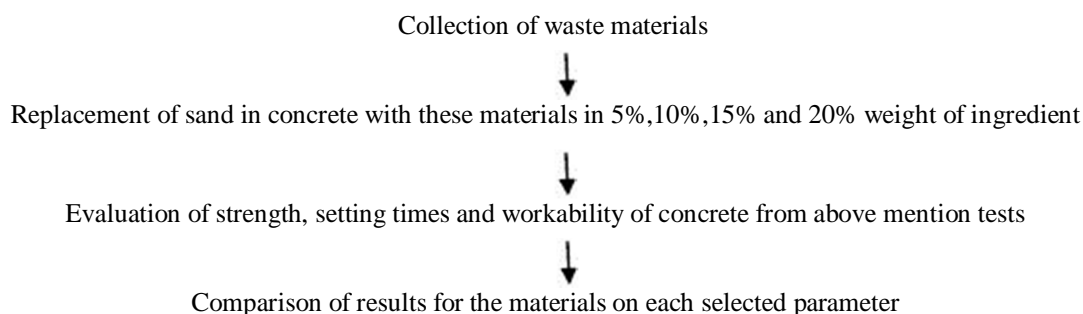 Collection of waste materials
Replacement of sand in concrete with these materials in 5%,10%,15% and 20% weight of ingredient
Evaluation of strength, setting times and workability of concrete from above mention tests
Comparison of results for the materials on each selected parameter